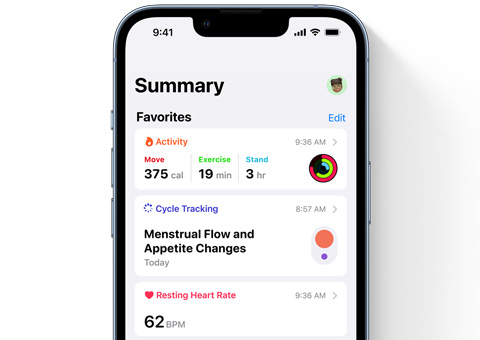 9:41
Summary
Favorites Edit
Activity 9:36 AM
Move Exercise Stand
375 cal 19 min 3 hr
Cycle Tracking 8:57 AM
Menstrual Flow and
Appetite Changes
Today
Resting Heart Rate 9:36 AM
62 BPM